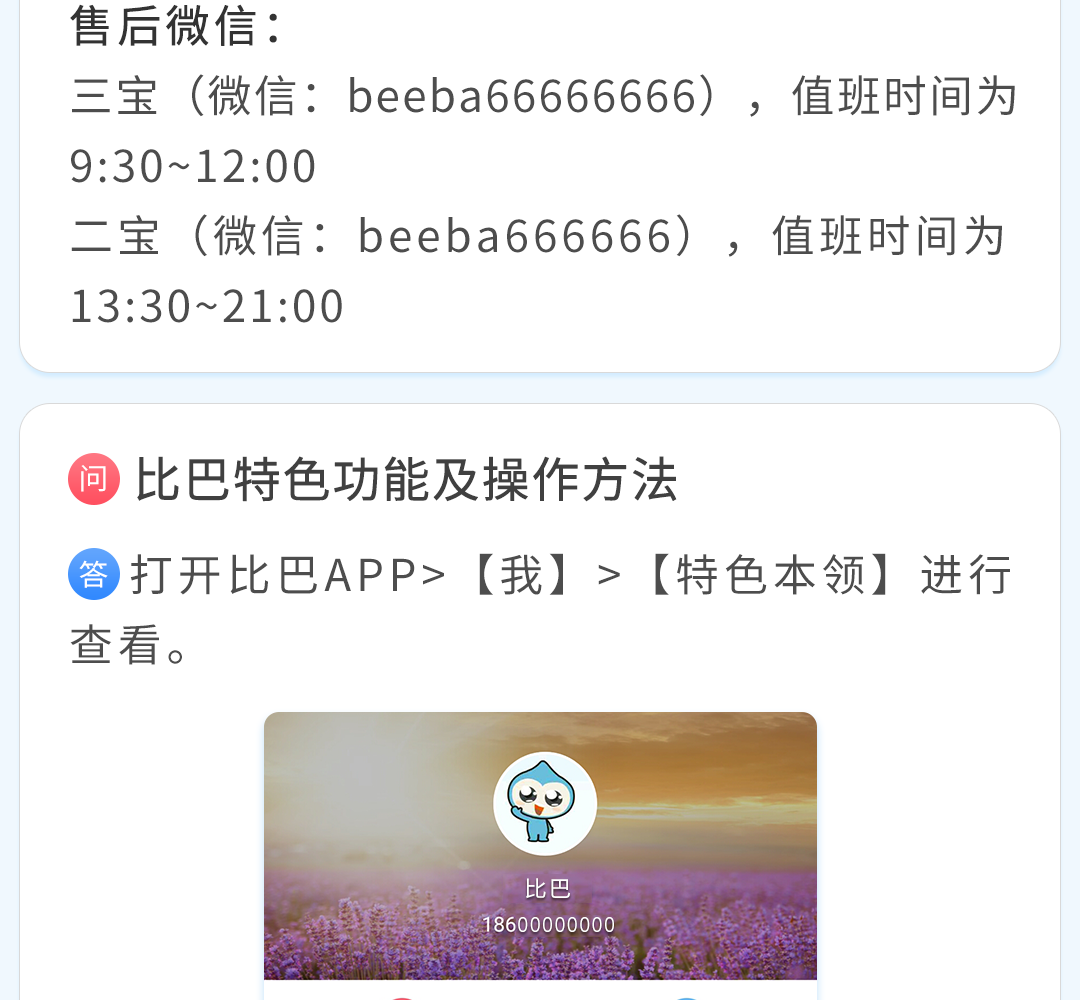 售后微信：
三宝（微信：beeba66666666），值班时间为
9:30~12:00
二宝（微信：beeba666666），值班时间为
13:30~21:00
问 比巴特色功能及操作方法
答 打开比巴APP>【我】>【特色本领】进行
查看。
比巴
18600000000